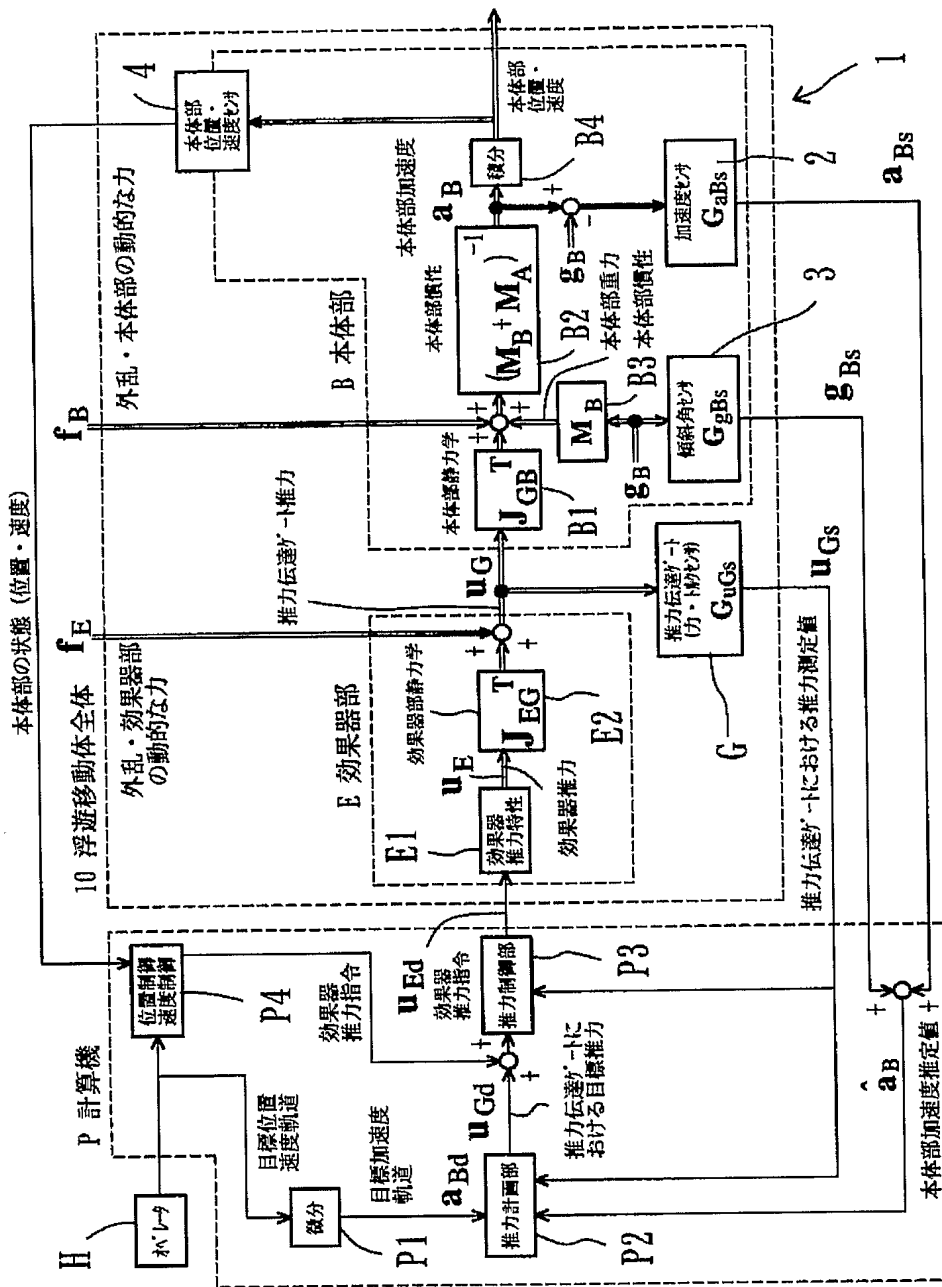 H
オペレータ
P 計算機
目標位置
速度軌道
位置制御
速度制御
P4
微分
P1
目標加速度
軌道
a_Bd
推力計画部
P2
u_Gd
推力伝達ゲートに
おける目標推力
効果器
推力指令
推力制御部
P3
u_Ed
効果器
推力指令
â_B
本体部加速度推定値
+
+
+
+
本体部の状態 (位置・速度)
10 浮遊移動体全体
外乱・効果器部
の動的な力
f_E
E 効果器部
E1
効果器
推力特性
u_E
効果器推力
効果器部静力学
J_EG^T
E2
+
+
推力伝達ゲート推力
u_G
推力伝達ゲート
(力・トルクセンサ)
G_uGs
G
u_Gs
推力伝達ゲートにおける推力測定値
外乱・本体部の動的な力
f_B
B 本体部
本体部静力学
J_GB^T
B1
+
+
+
本体部慣性
(M_B + M_A)^-1
B2
本体部重力
本体部慣性
M_B
B3
g_B
傾斜角センサ
G_gBs
3
g_Bs
本体部加速度
a_B
積分
B4
g_B
+
-
加速度センサ
G_aBs
2
a_Bs
本体部
位置・
速度
本体部
位置・
速度センサ
4
1